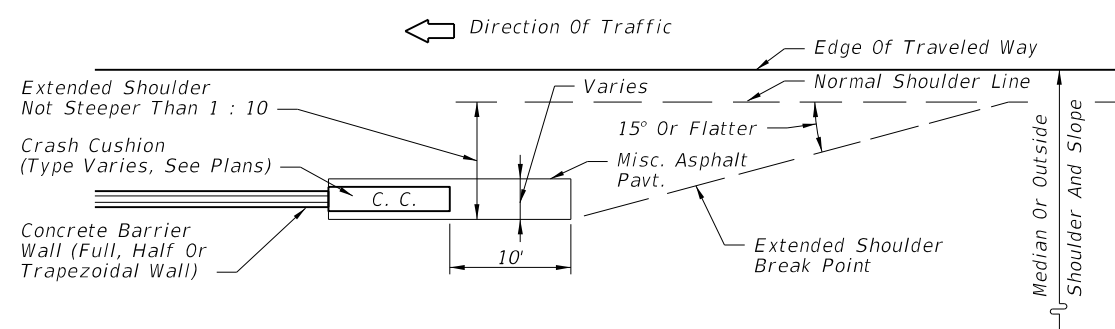 Direction Of Traffic
Edge Of Traveled Way
Extended Shoulder
Not Steeper Than 1 : 10
Varies
Normal Shoulder Line
15° Or Flatter
Crash Cushion
(Type Varies, See Plans)
Misc. Asphalt
Pavt.
C. C.
Concrete Barrier
Wall (Full, Half Or
Trapezoidal Wall)
10'
Extended Shoulder
Break Point
Median Or Outside
Shoulder And Slope